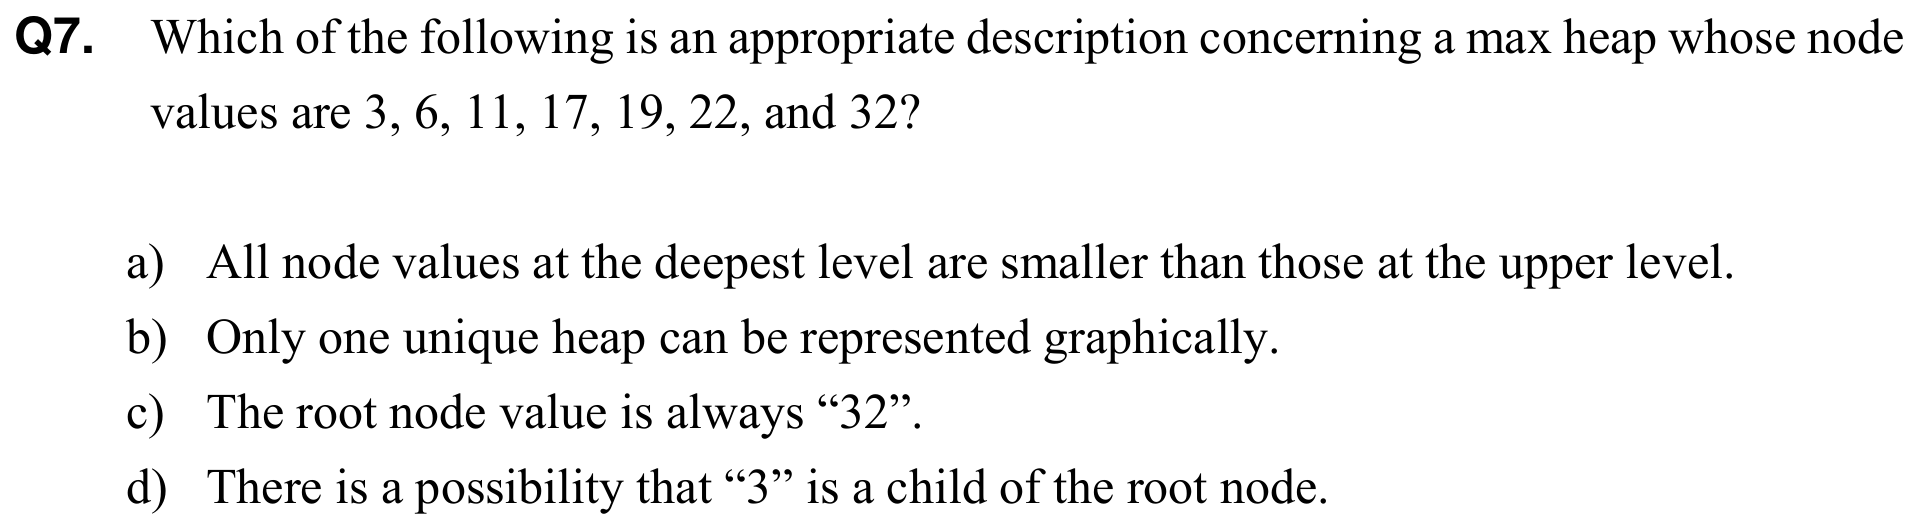 Q7. Which of the following is an appropriate description concerning a max heap whose node
values are 3, 6, 11, 17, 19, 22, and 32?
a) All node values at the deepest level are smaller than those at the upper level.
b) Only one unique heap can be represented graphically.
c) The root node value is always “32”.
d) There is a possibility that “3” is a child of the root node.